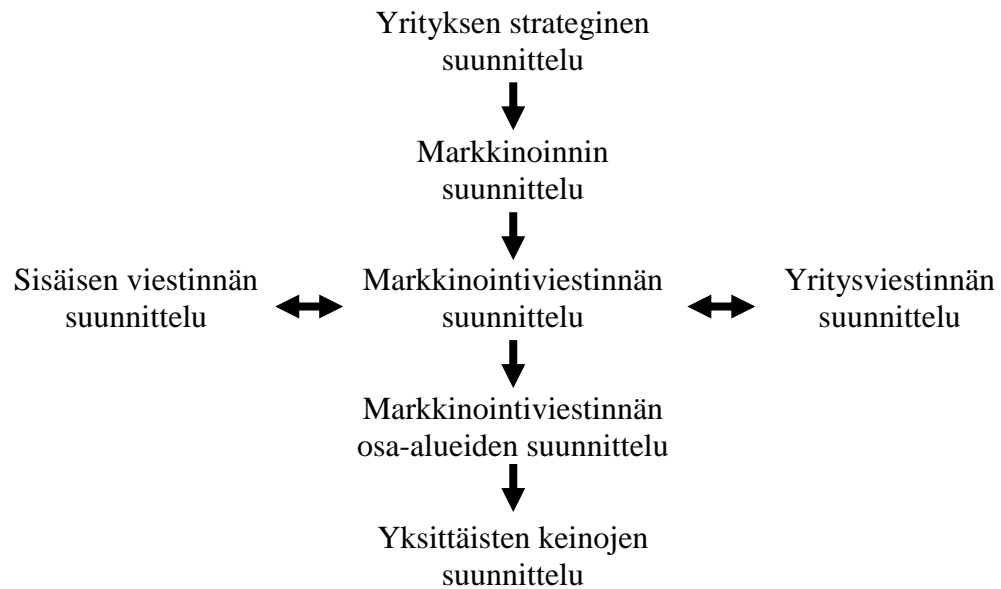 Yrityksen strateginen
suunnittelu
Markkinoinnin
suunnittelu
Sisäisen viestinnän
suunnittelu
Markkinointiviestinnän
suunnittelu
Yritysviestinnän
suunnittelu
Markkinointiviestinnän
osa-alueiden suunnittelu
Yksittäisten keinojen
suunnittelu